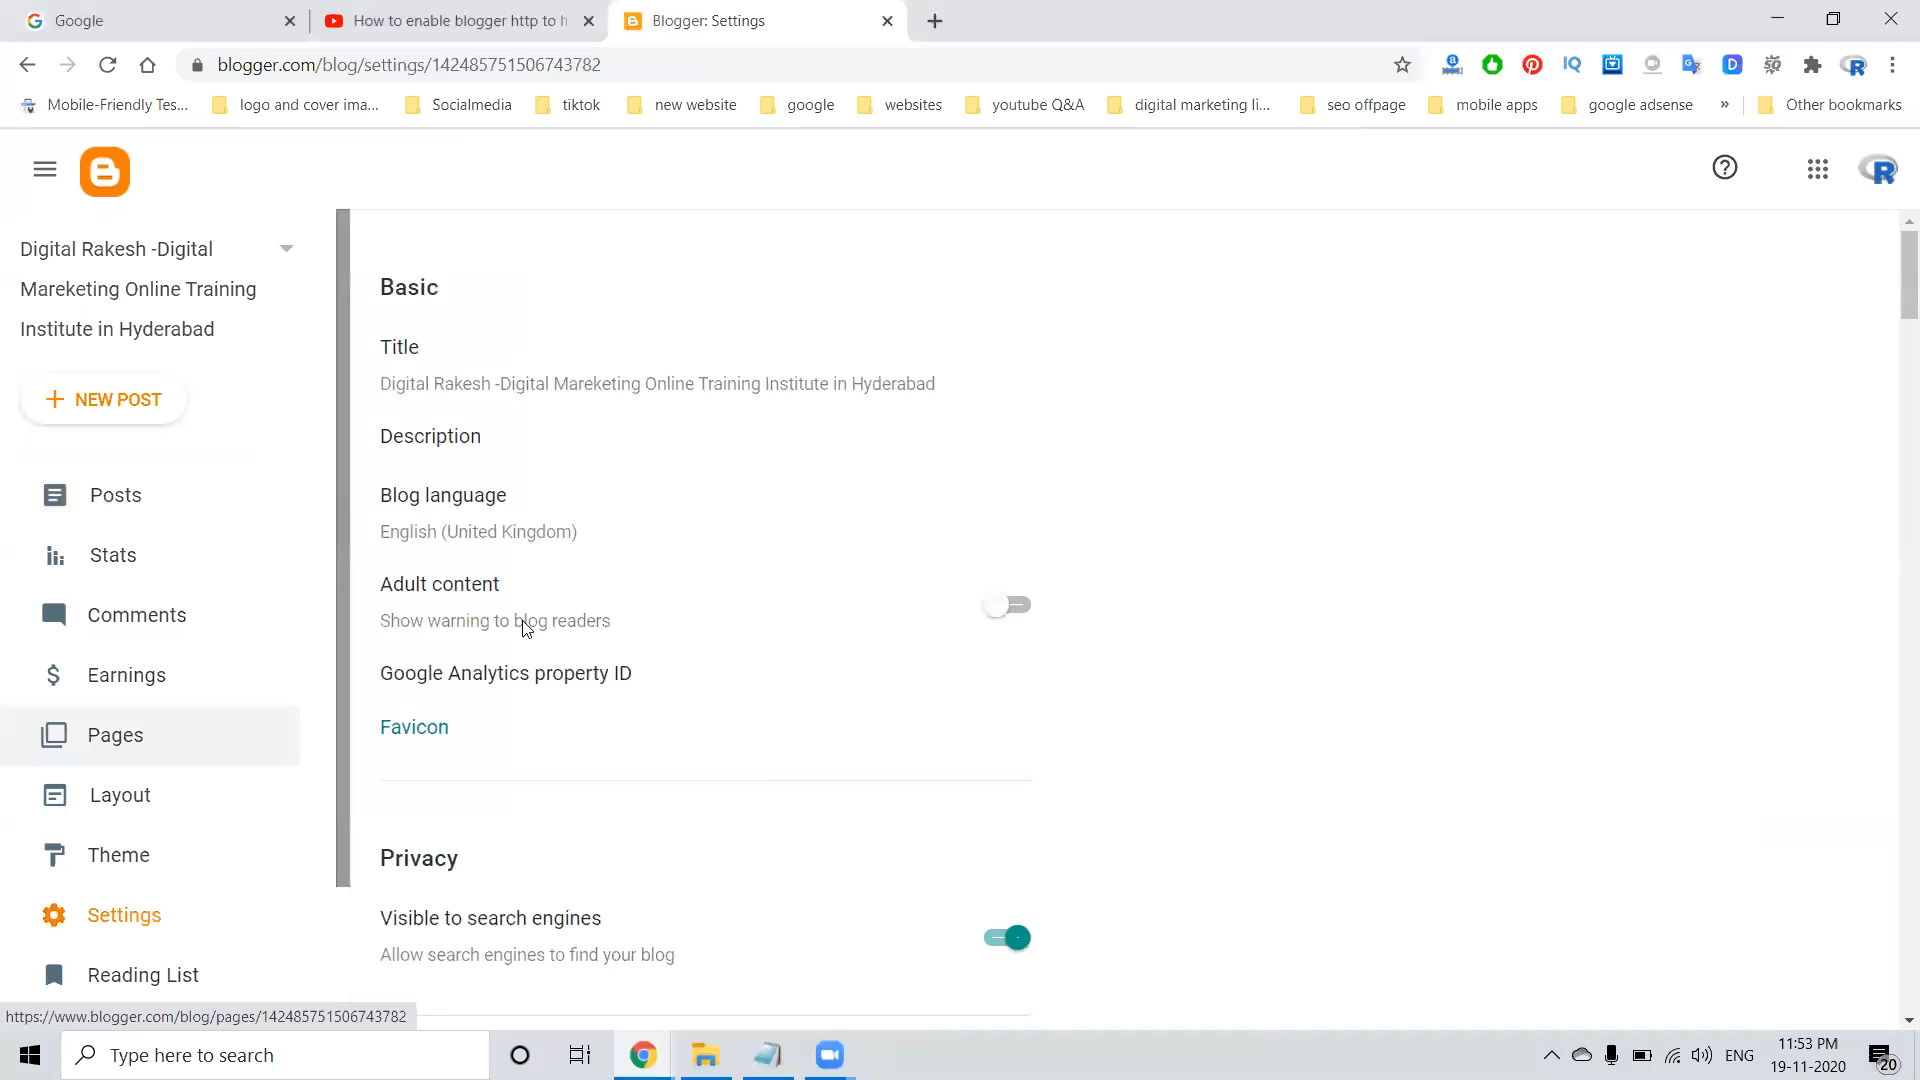 Google
How to enable blogger http to h
Blogger: Settings
blogger.com/blog/settings/142485751506743782
Mobile-Friendly Tes...
logo and cover ima...
Socialmedia
tiktok
new website
google
websites
youtube Q&A
digital marketing li...
seo offpage
mobile apps
google adsense
»
Other bookmarks
Digital Rakesh -Digital
Mareketing Online Training
Institute in Hyderabad
+ NEW POST
Posts
Stats
Comments
Earnings
Pages
Layout
Theme
Settings
Reading List
Basic
Title
Digital Rakesh -Digital Mareketing Online Training Institute in Hyderabad
Description
Blog language
English (United Kingdom)
Adult content
Show warning to blog readers
Google Analytics property ID
Favicon
Privacy
Visible to search engines
Allow search engines to find your blog
https://www.blogger.com/blog/pages/142485751506743782
Type here to search
ENG
11:53 PM
19-11-2020
20